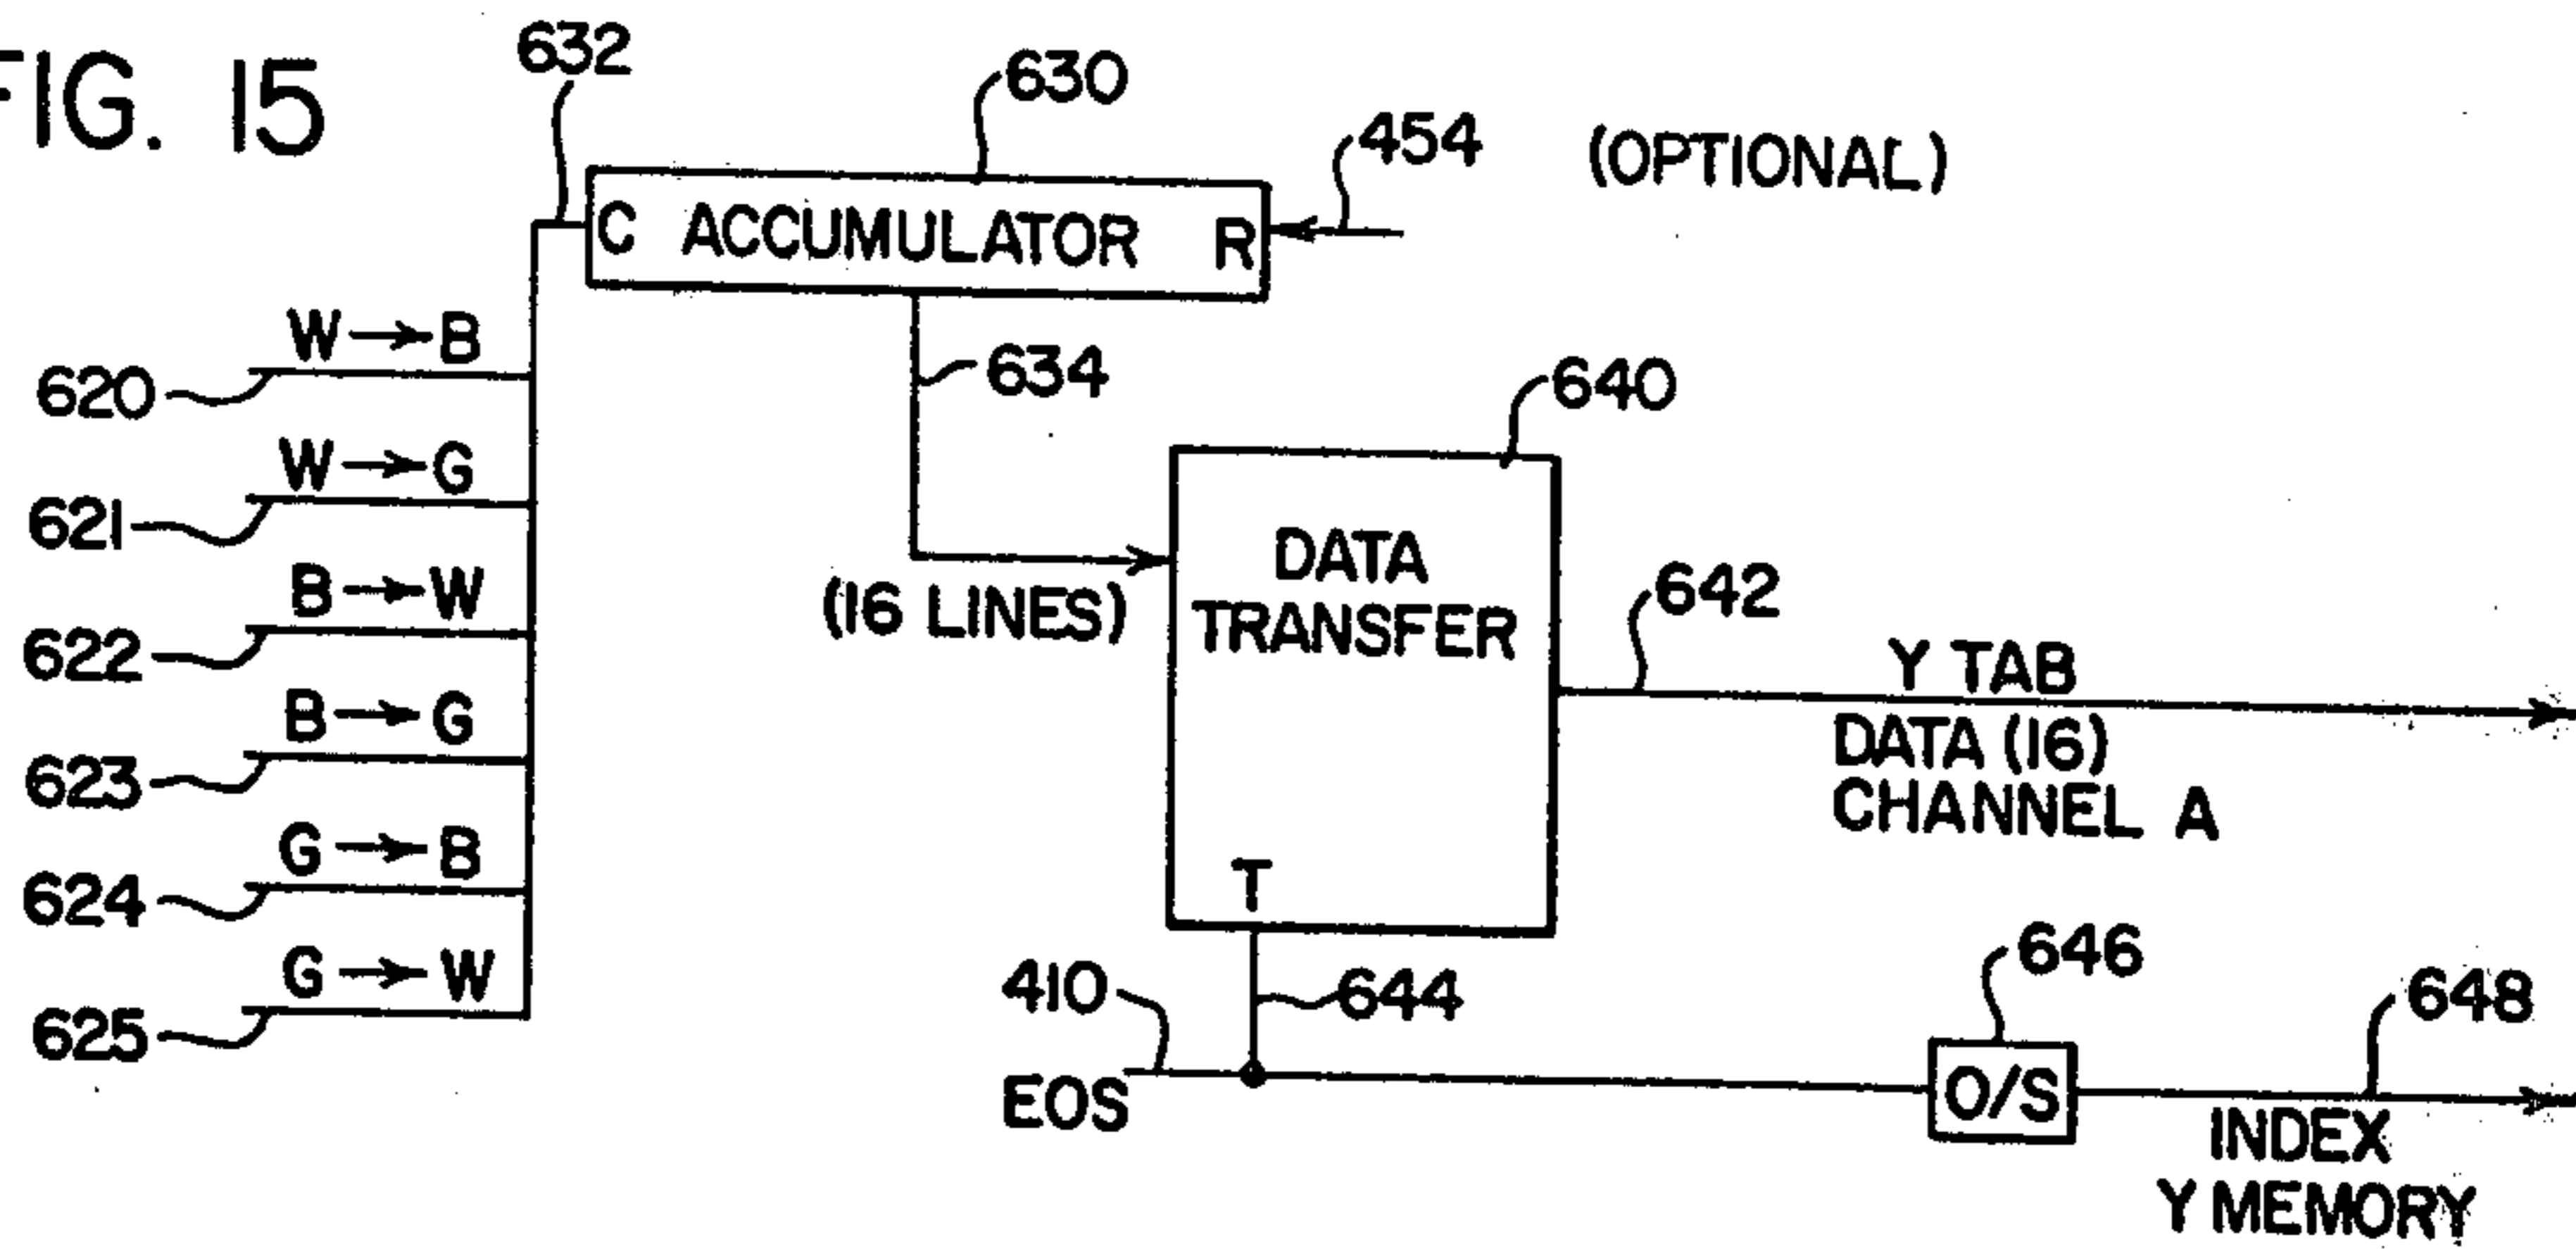 FIG. 15
632
630
454
(OPTIONAL)
C ACCUMULATOR R
W→B
620
634
640
W→G
621
B→W
622
(16 LINES)
DATA
TRANSFER
642
Y TAB
DATA (16)
CHANNEL A
B→G
623
G→B
624
T
G→W
625
410
644
646
648
EOS
O/S
INDEX
Y MEMORY